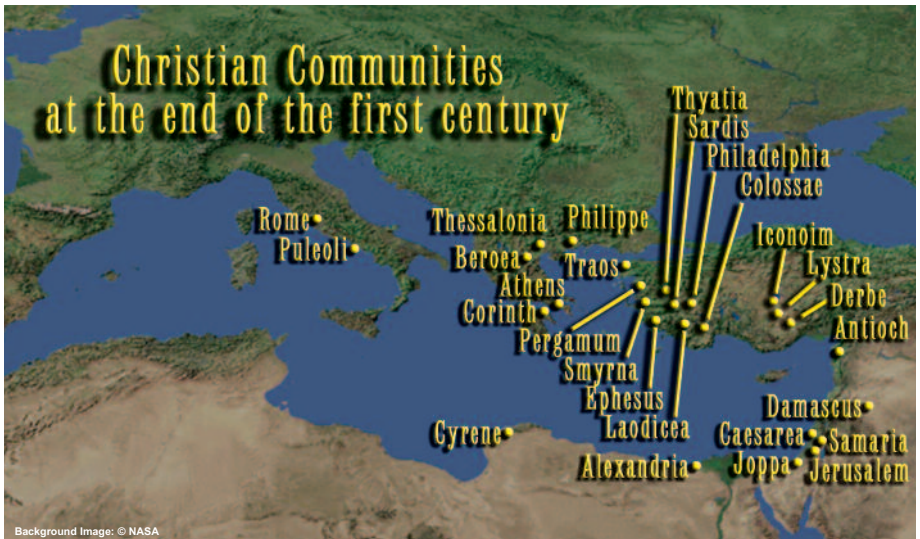 Christian Communities
at the end of the first century
Thyatia
Sardis
Philadelphia
Colossae
Rome
Puleoli
Thessalonia
Philippe
Beroea
Traos
Athens
Corinth
Iconoim
Lystra
Derbe
Antioch
Pergamum
Smyrna
Ephesus
Laodicea
Damascus
Cyrene
Caesarea
Samaria
Alexandria
Joppa
Jerusalem
Background Image: © NASA